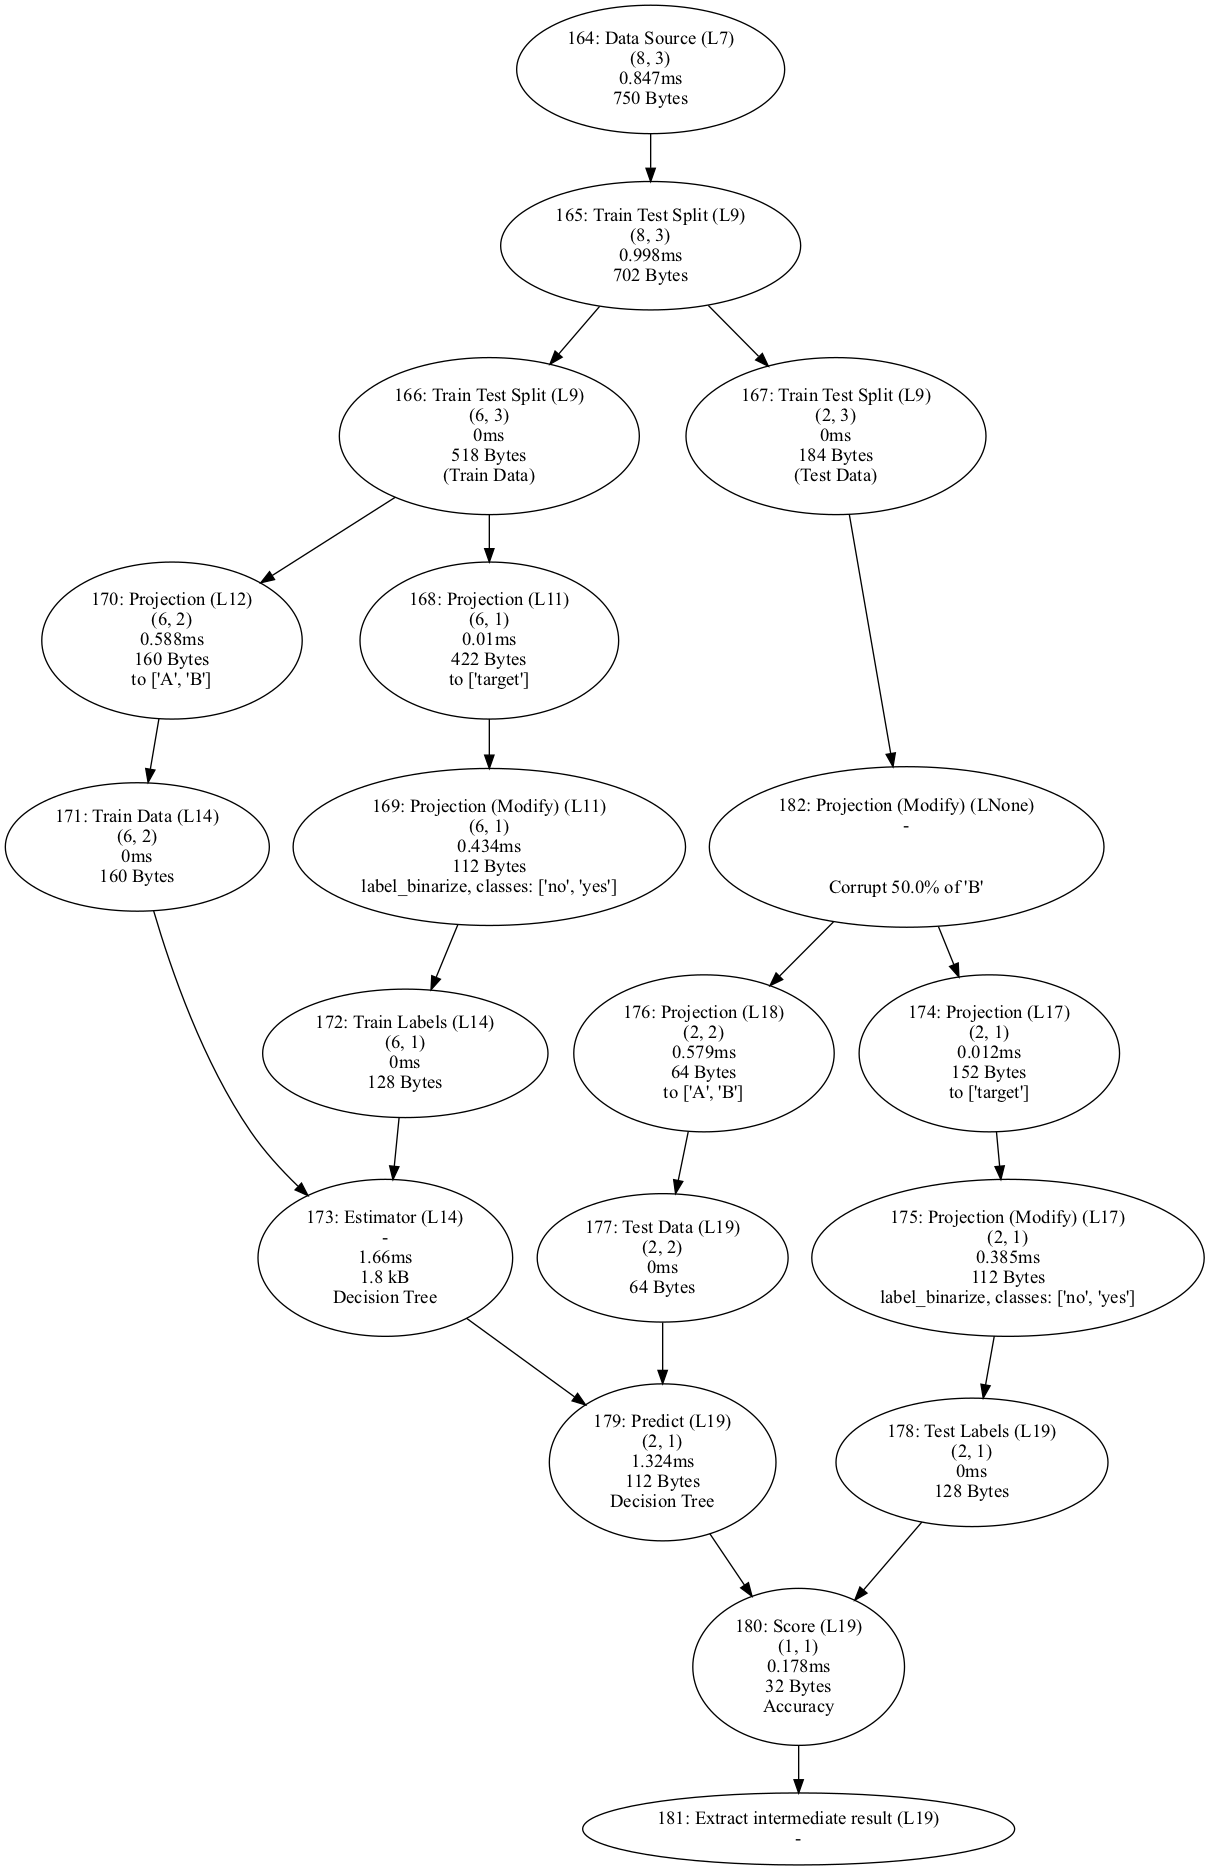 164: Data Source (L7)
(8, 3)
0.847ms
750 Bytes
165: Train Test Split (L9)
(8, 3)
0.998ms
702 Bytes
166: Train Test Split (L9)
(6, 3)
0ms
518 Bytes
(Train Data)
167: Train Test Split (L9)
(2, 3)
0ms
184 Bytes
(Test Data)
170: Projection (L12)
(6, 2)
0.588ms
160 Bytes
to ['A', 'B']
168: Projection (L11)
(6, 1)
0.01ms
422 Bytes
to ['target']
171: Train Data (L14)
(6, 2)
0ms
160 Bytes
169: Projection (Modify) (L11)
(6, 1)
0.434ms
112 Bytes
label_binarize, classes: ['no', 'yes']
182: Projection (Modify) (LNone)
-
Corrupt 50.0% of 'B'
172: Train Labels (L14)
(6, 1)
0ms
128 Bytes
176: Projection (L18)
(2, 2)
0.579ms
64 Bytes
to ['A', 'B']
174: Projection (L17)
(2, 1)
0.012ms
152 Bytes
to ['target']
173: Estimator (L14)
-
1.66ms
1.8 kB
Decision Tree
177: Test Data (L19)
(2, 2)
0ms
64 Bytes
175: Projection (Modify) (L17)
(2, 1)
0.385ms
112 Bytes
label_binarize, classes: ['no', 'yes']
179: Predict (L19)
(2, 1)
1.324ms
112 Bytes
Decision Tree
178: Test Labels (L19)
(2, 1)
0ms
128 Bytes
180: Score (L19)
(1, 1)
0.178ms
32 Bytes
Accuracy
181: Extract intermediate result (L19)
-